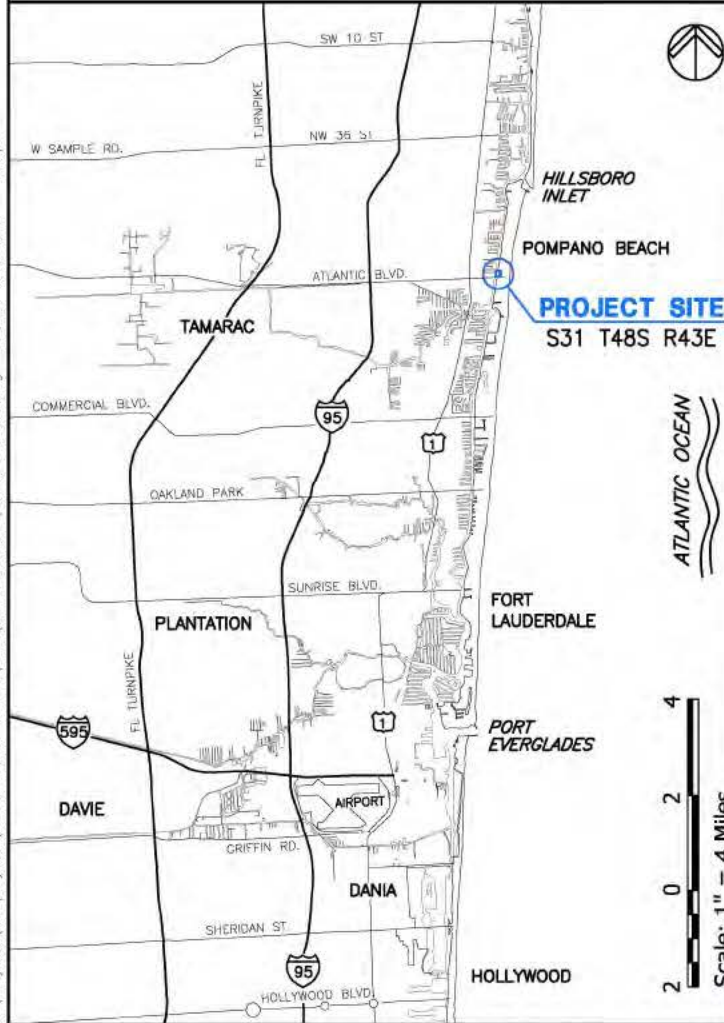 SW 10 ST
FL TURNPIKE
NW 36 ST
W SAMPLE RD.
HILLSBORO
INLET
POMPANO BEACH
ATLANTIC BLVD.
PROJECT SITE
S31 T48S R43E
TAMARAC
COMMERCIAL BLVD.
95
1
ATLANTIC OCEAN
OAKLAND PARK
SUNRISE BLVD.
FORT
LAUDERDALE
PLANTATION
FL TURNPIKE
595
1
PORT
EVERGLADES
DAVIE
AIRPORT
GRIFFIN RD.
DANIA
SHERIDAN ST.
95
HOLLYWOOD
HOLLYWOOD BLVD.
4
2
0
2
Scale: 1" = 4 Miles